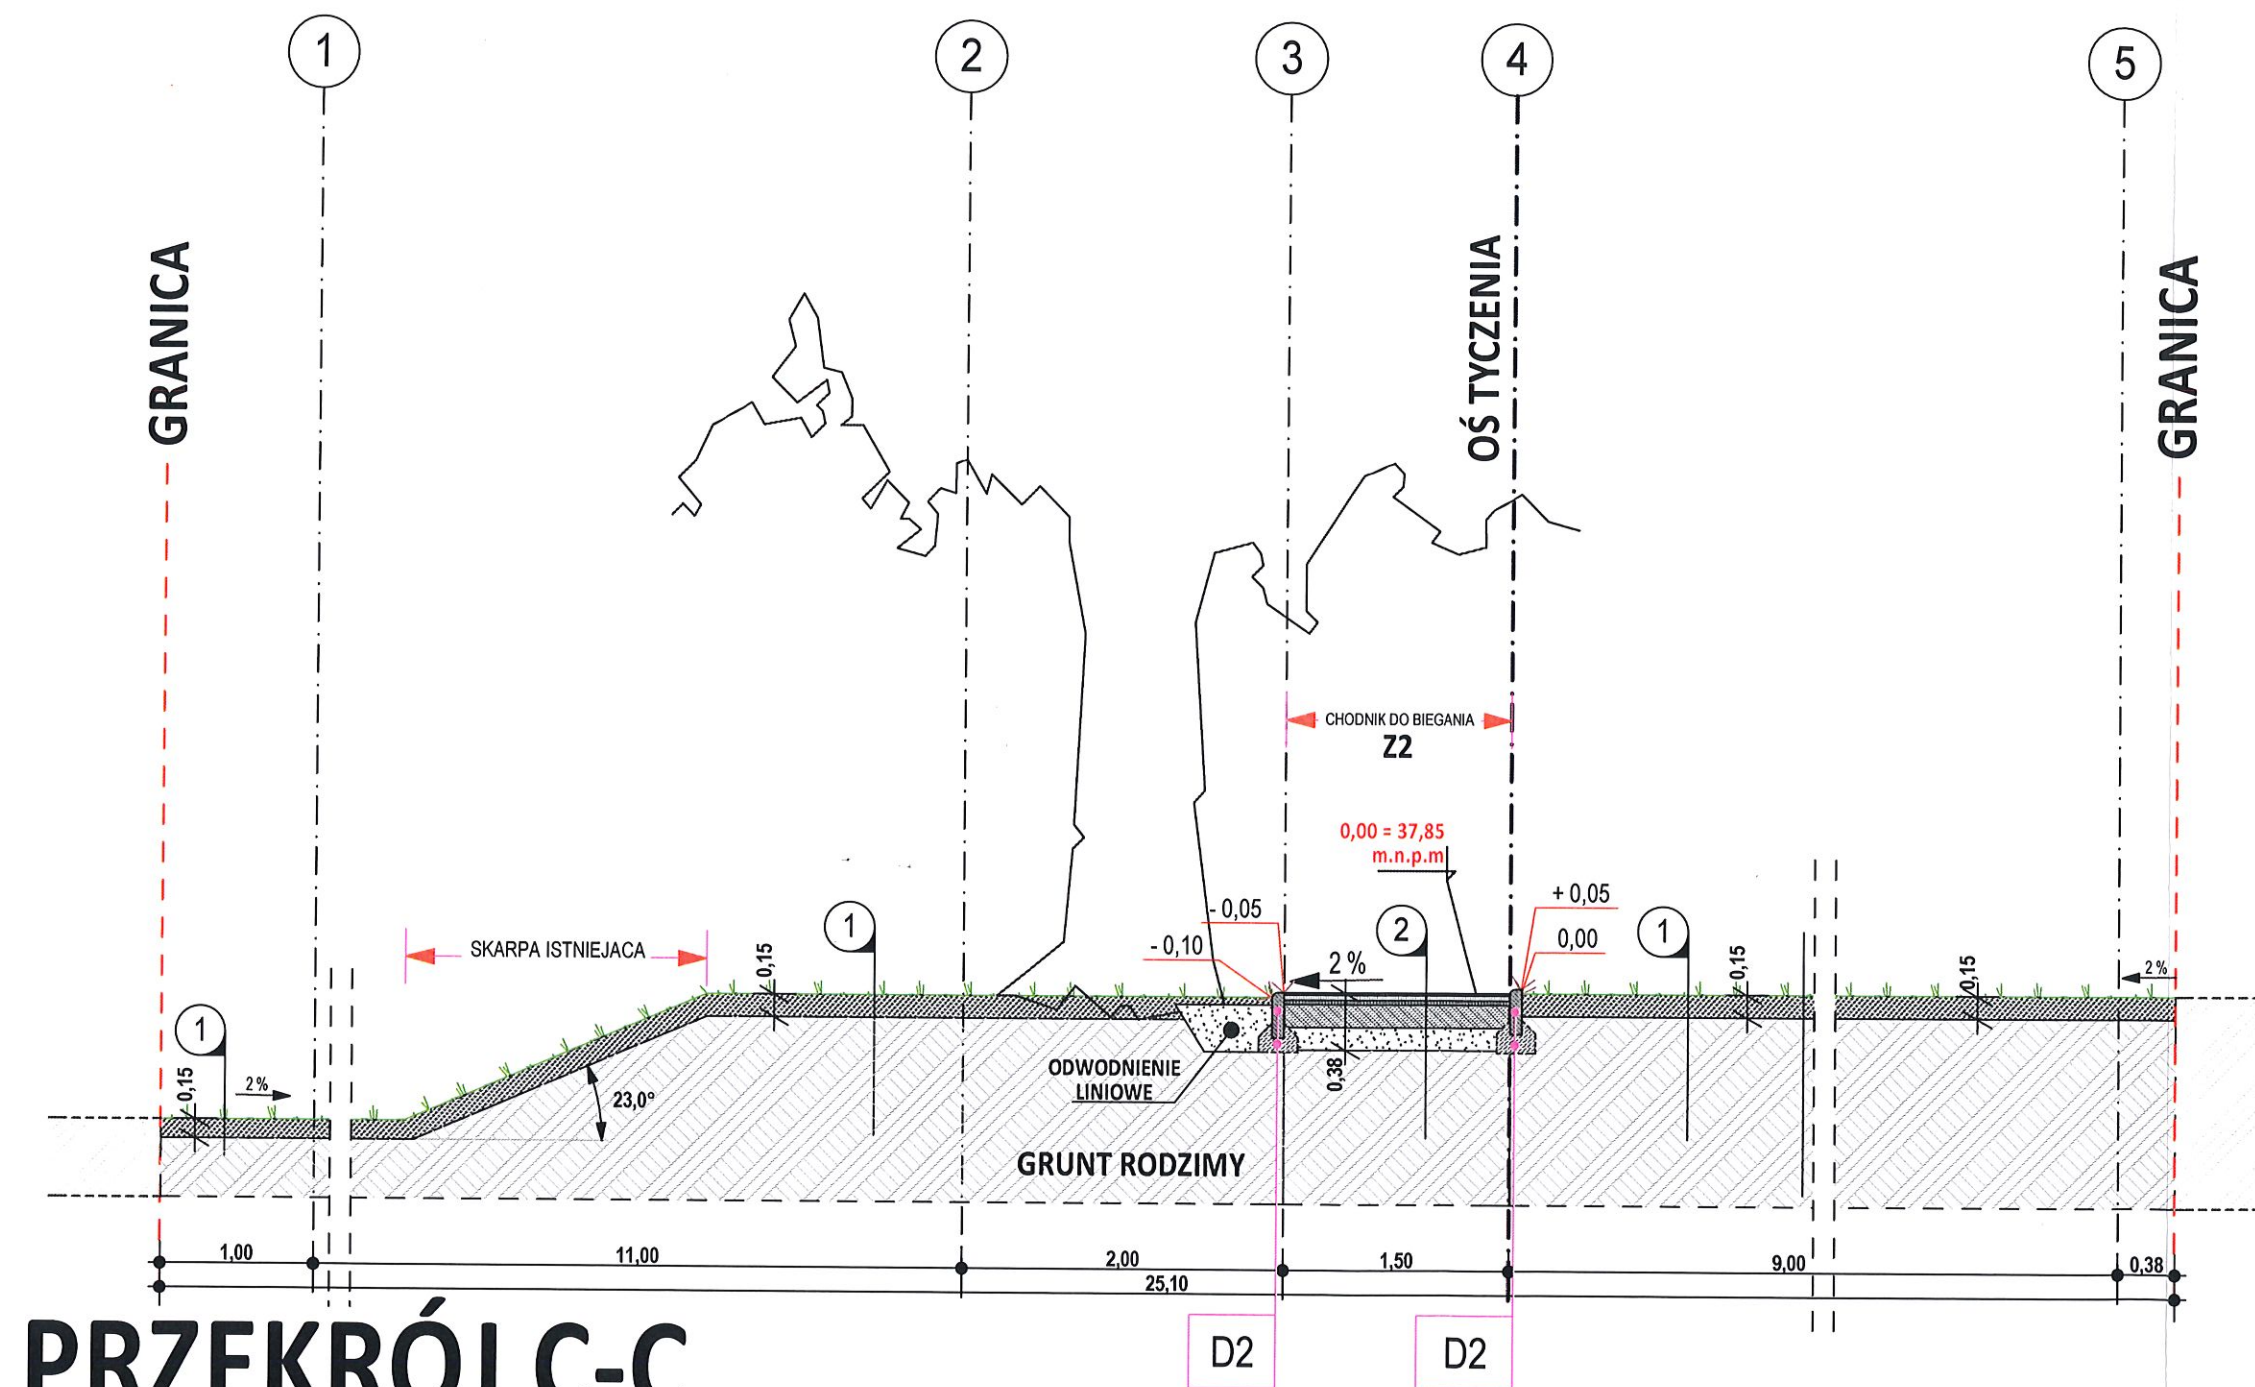 1
2
3
4
5
GRANICA
OŚ TYCZENIA
GRANICA
CHODNIK DO BIEGANIA
Z2
0,00 = 37,85
m.n.p.m
- 0,05
+ 0,05
- 0,10
0,00
SKARPA ISTNIEJACA
0,15
1
2 %
2
1
0,15
0,15
2 %
1
0,15
2 %
23,0°
ODWODNIENIE
LINIOWE
0,38
GRUNT RODZIMY
1,00
11,00
2,00
1,50
9,00
0,38
25,10
D2
D2
PRZEKRÓJ C-C